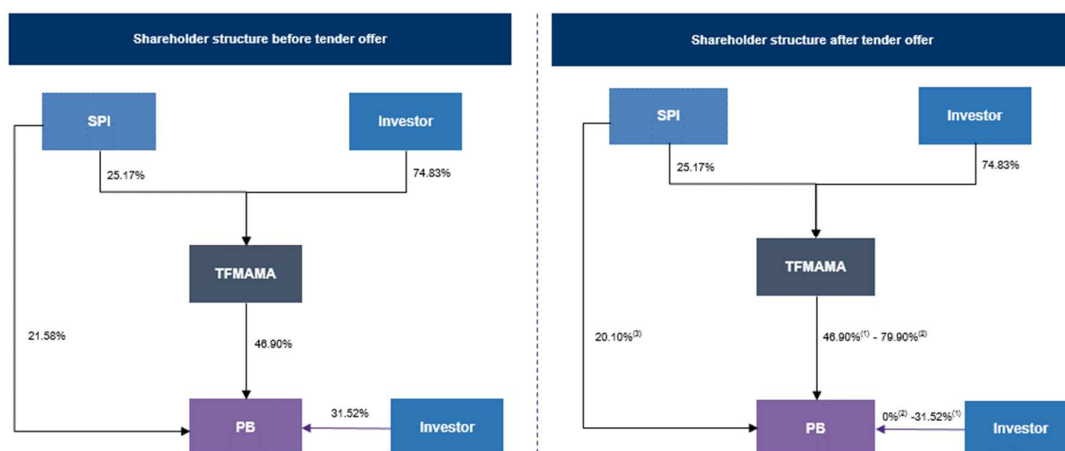 Shareholder structure before tender offer
SPI
Investor
25.17%
74.83%
TFMAMA
21.58%
46.90%
31.52%
PB
Investor
Shareholder structure after tender offer
SPI
Investor
25.17%
74.83%
TFMAMA
20.10%(3)
46.90%(1) - 79.90%(2)
0%(2) -31.52%(1)
PB
Investor